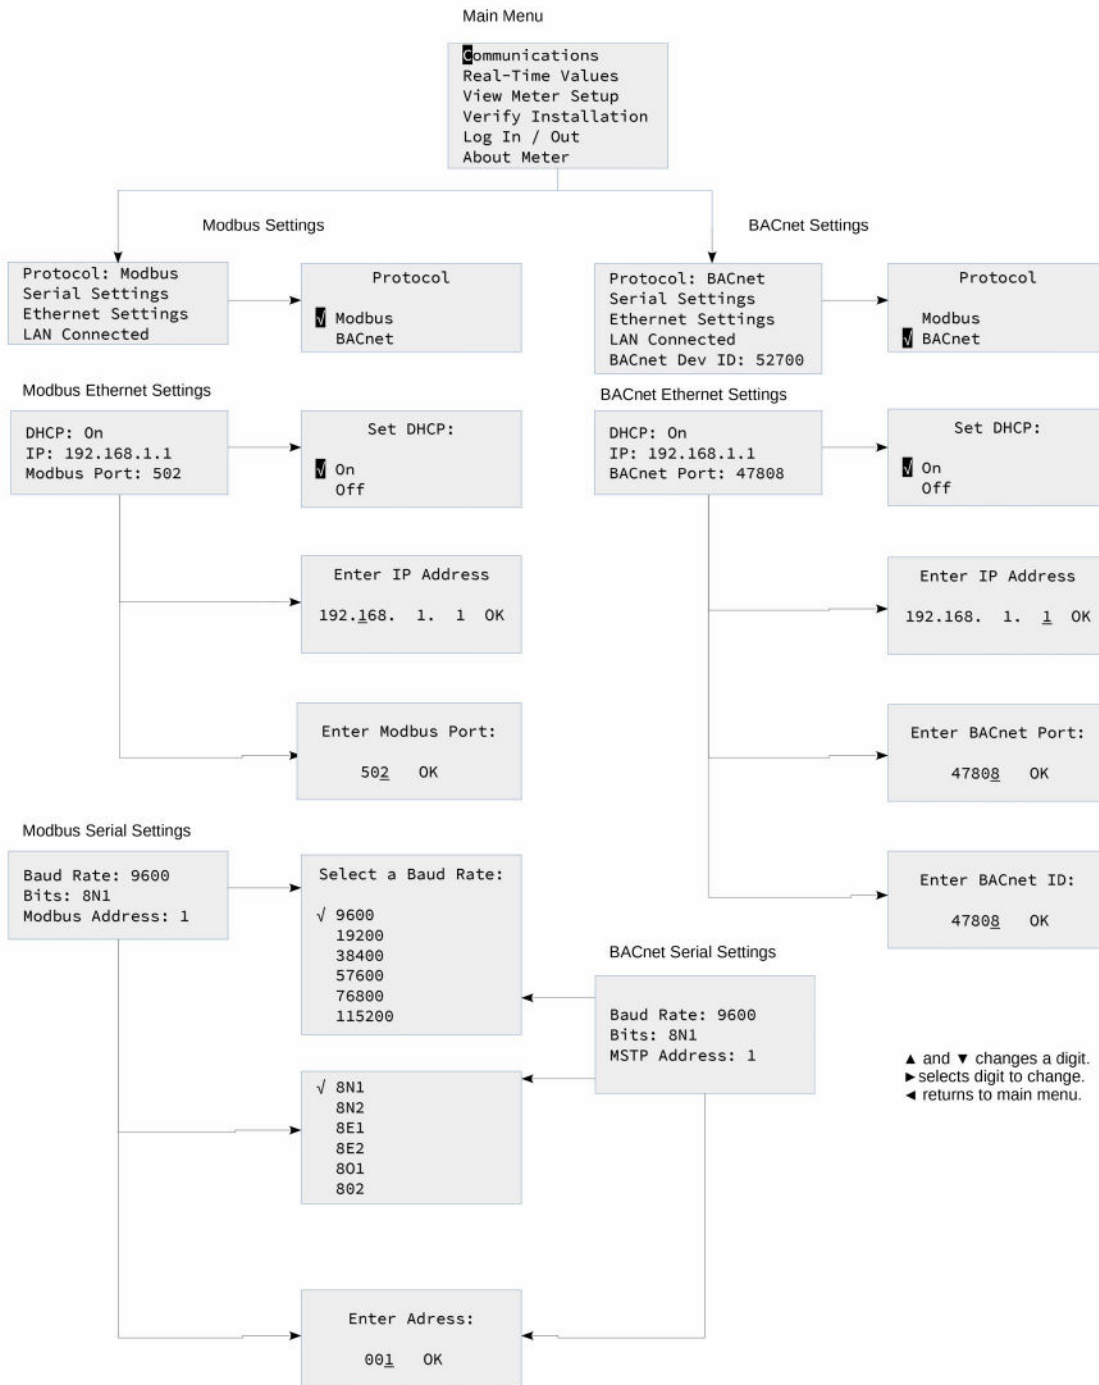 Main Menu
Communications
Real-Time Values
View Meter Setup
Verify Installation
Log In / Out
About Meter
Modbus Settings
Protocol: Modbus
Serial Settings
Ethernet Settings
LAN Connected
Protocol
√ Modbus
BACnet
BACnet Settings
Protocol: BACnet
Serial Settings
Ethernet Settings
LAN Connected
BACnet Dev ID: 52700
Protocol
Modbus
√ BACnet
Modbus Ethernet Settings
DHCP: On
IP: 192.168.1.1
Modbus Port: 502
Set DHCP:
√ On
Off
Enter IP Address
192.168. 1. 1 OK
Enter Modbus Port:
502 OK
BACnet Ethernet Settings
DHCP: On
IP: 192.168.1.1
BACnet Port: 47808
Set DHCP:
√ On
Off
Enter IP Address
192.168. 1. 1 OK
Enter BACnet Port:
47808 OK
Enter BACnet ID:
47808 OK
Modbus Serial Settings
Baud Rate: 9600
Bits: 8N1
Modbus Address: 1
Select a Baud Rate:
√ 9600
19200
38400
57600
76800
115200
BACnet Serial Settings
Baud Rate: 9600
Bits: 8N1
MSTP Address: 1
√ 8N1
8N2
8E1
8E2
8O1
8O2
Enter Adress:
001 OK
▲ and ▼ changes a digit.
► selects digit to change.
◄ returns to main menu.